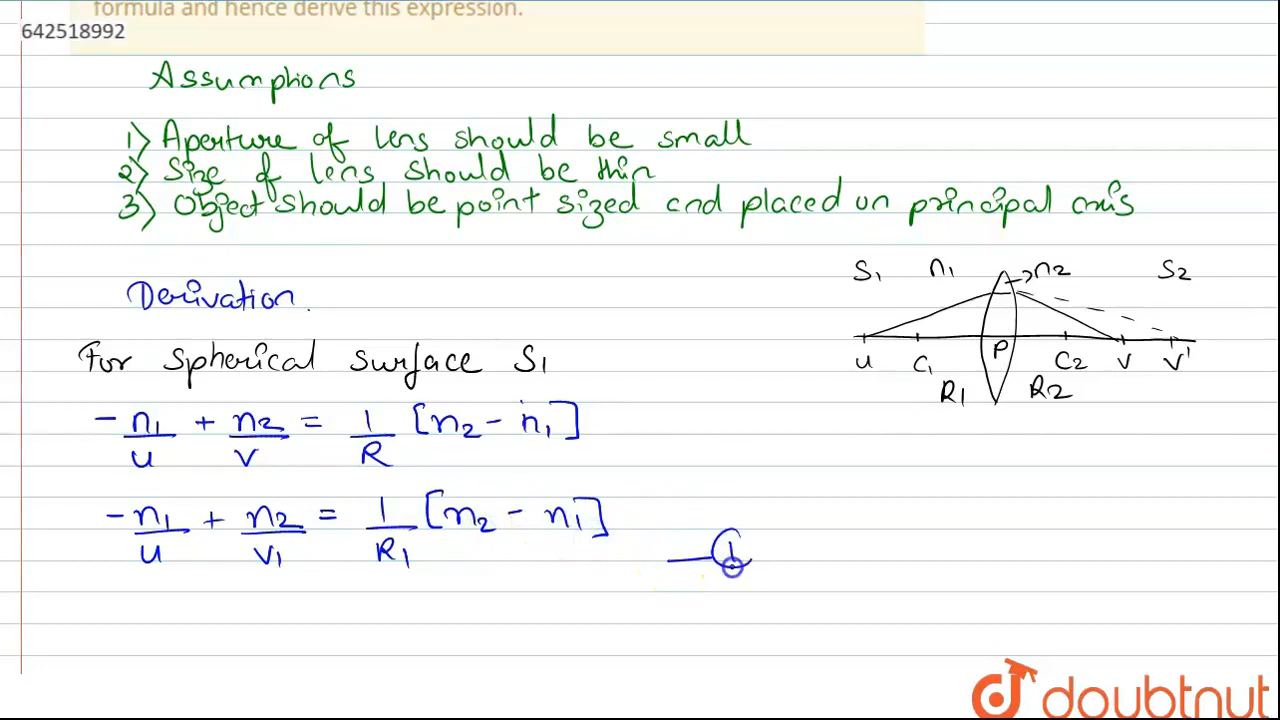 formula and hence derive this expression.
642518992
Assumptions
1) Aperture of lens should be small
2) Size of lens should be thin
3) Object should be point sized and placed on principal axis
Derivation.
S1 n1 → n2 S2
u C1 P C2 v v'
R1 R2
For spherical surface S1
-n1/u + n2/v = 1/R [n2 - n1]
-n1/u + n2/v1 = 1/R1 [n2 - n1]
—①
doubtnut